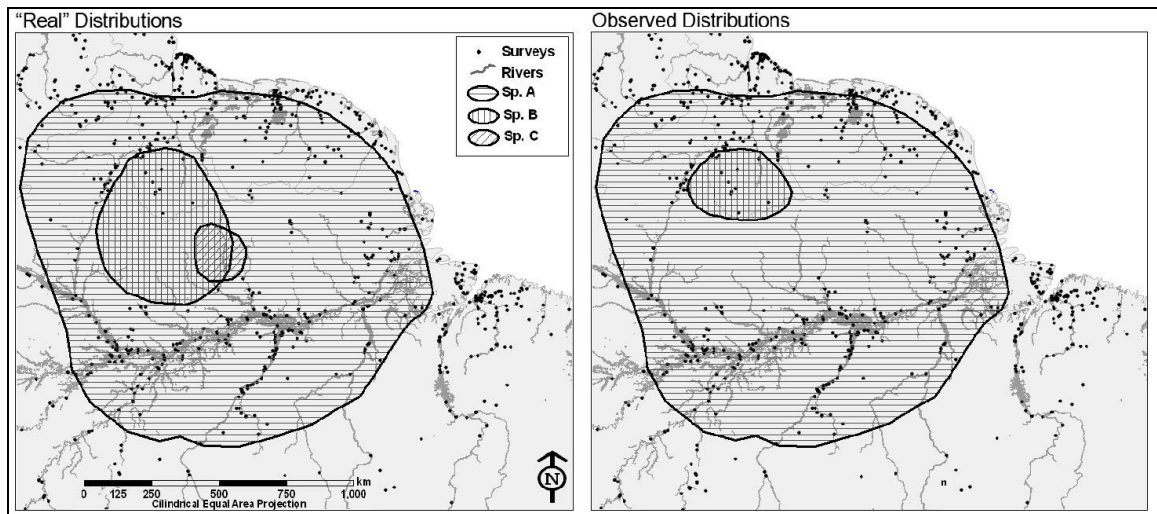 “Real” Distributions
Surveys
Rivers
Sp. A
Sp. B
Sp. C
km
0 125 250 500 750 1,000
Cilindrical Equal Area Projection
N
Observed Distributions
n